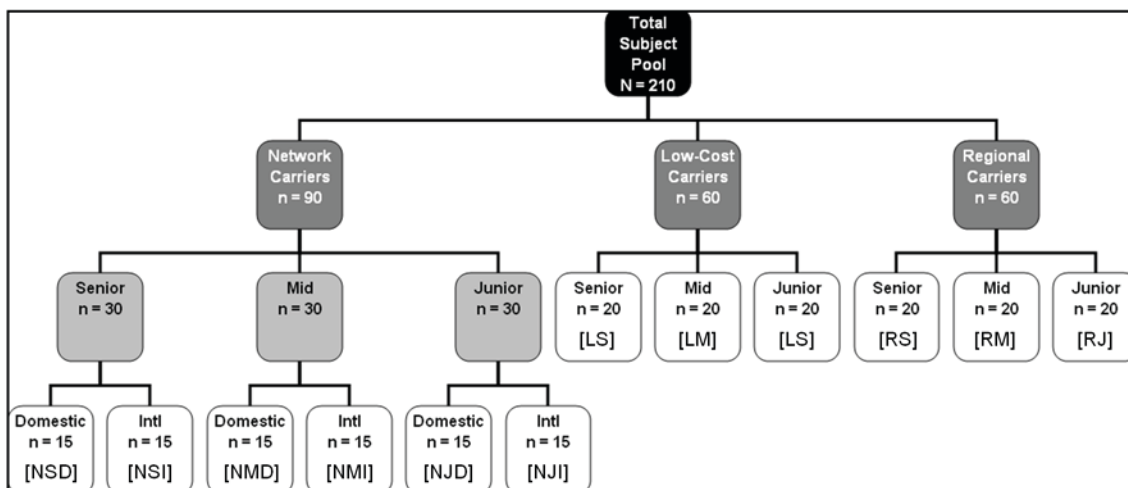 Total
Subject
Pool
N = 210
Network
Carriers
n = 90
Low-Cost
Carriers
n = 60
Regional
Carriers
n = 60
Senior
n = 30
Mid
n = 30
Junior
n = 30
Senior
n = 20
[LS]
Mid
n = 20
[LM]
Junior
n = 20
[LS]
Senior
n = 20
[RS]
Mid
n = 20
[RM]
Junior
n = 20
[RJ]
Domestic
n = 15
[NSD]
Intl
n = 15
[NSI]
Domestic
n = 15
[NMD]
Intl
n = 15
[NMI]
Domestic
n = 15
[NJD]
Intl
n = 15
[NJI]